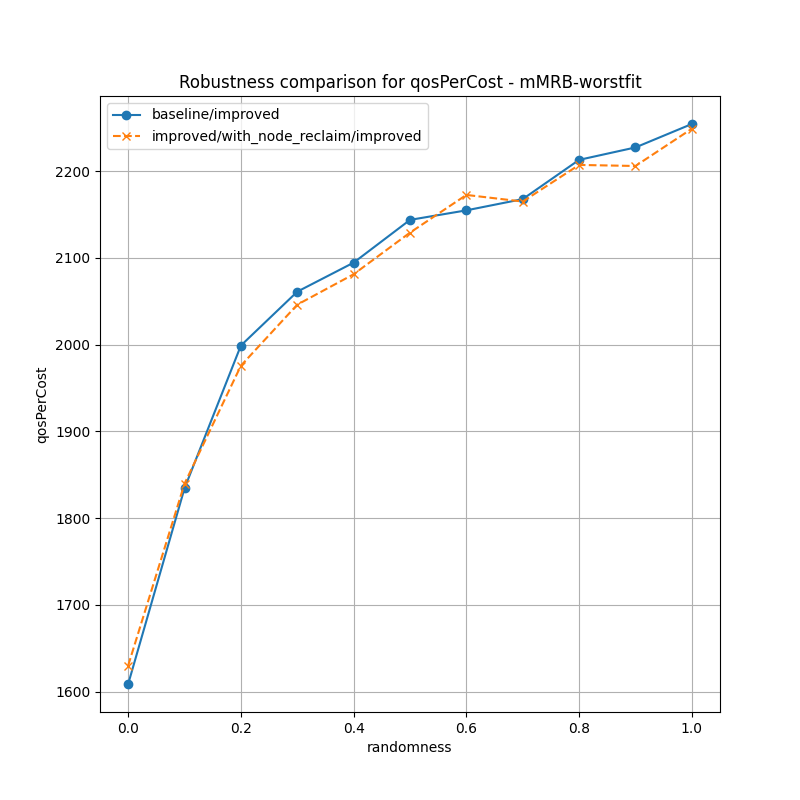 Robustness comparison for qosPerCost - mMRB-worstfit
baseline/improved
improved/with_node_reclaim/improved
2200
2100
2000
1900
1800
1700
1600
qosPerCost
0.0 0.2 0.4 0.6 0.8 1.0
randomness